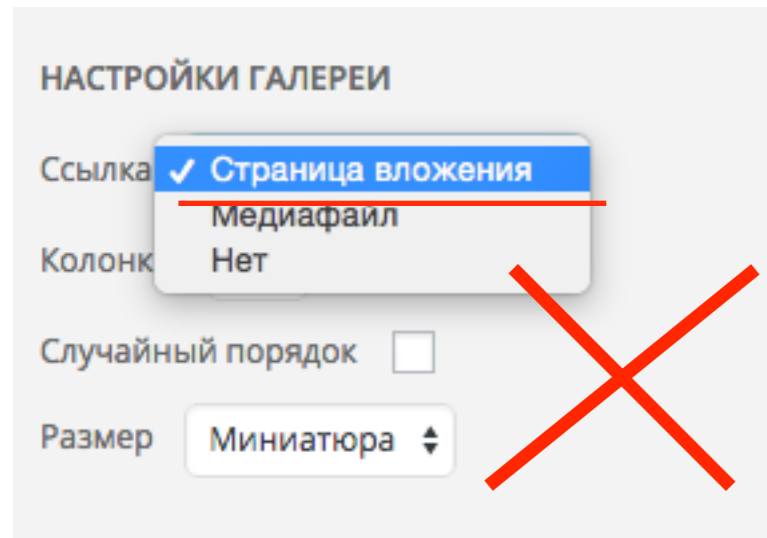 НАСТРОЙКИ ГАЛЕРЕИ
Ссылка ✓ Страница вложения
Медиафайл
Колонк Нет
Случайный порядок
Размер Миниатюра